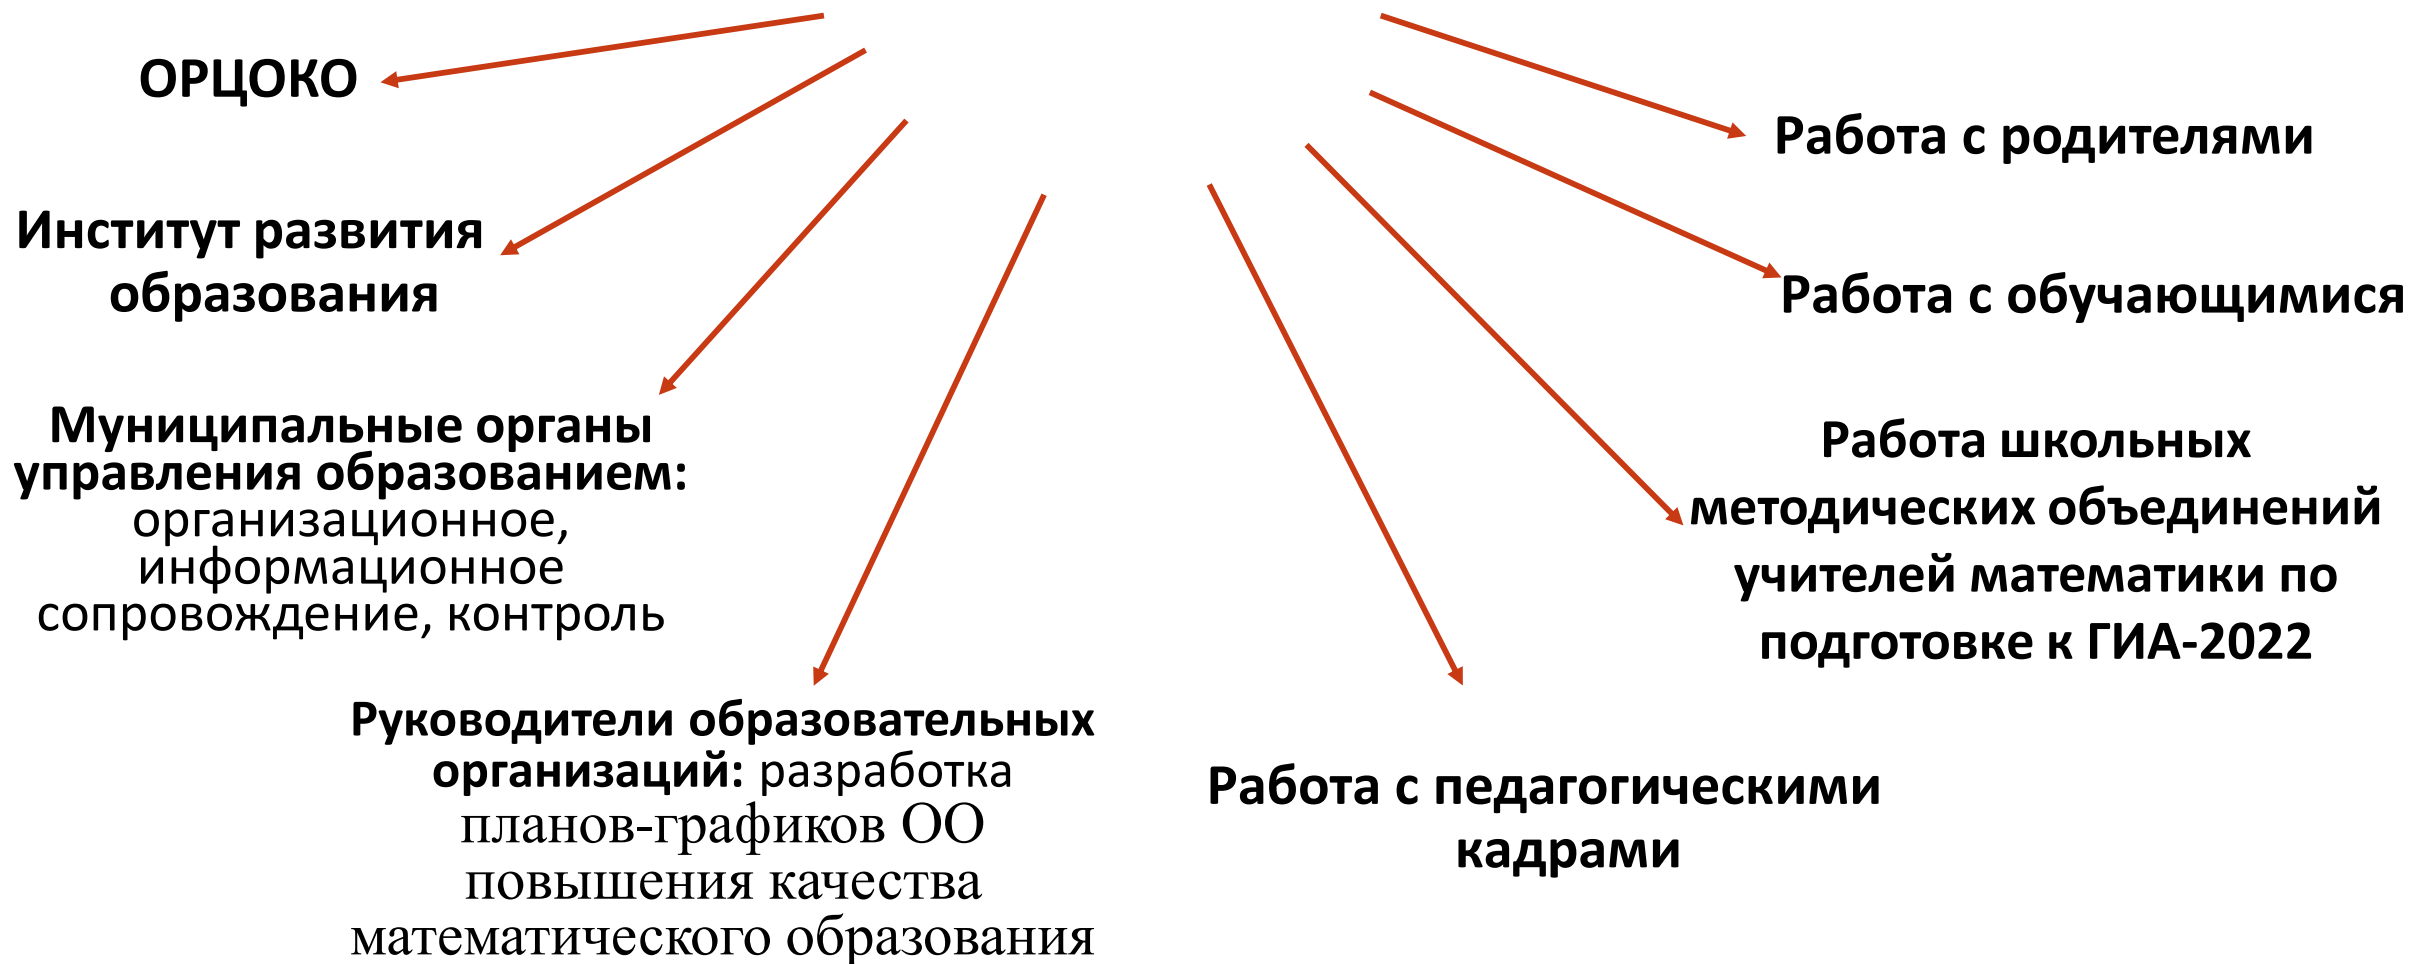 ОРЦОКО
Институт развития
образования
Муниципальные органы
управления образованием:
организационное,
информационное
сопровождение, контроль
Руководители образовательных
организаций: разработка
планов-графиков ОО
повышения качества
математического образования
Работа с педагогическими
кадрами
Работа школьных
методических объединений
учителей математики по
подготовке к ГИА-2022
Работа с обучающимися
Работа с родителями